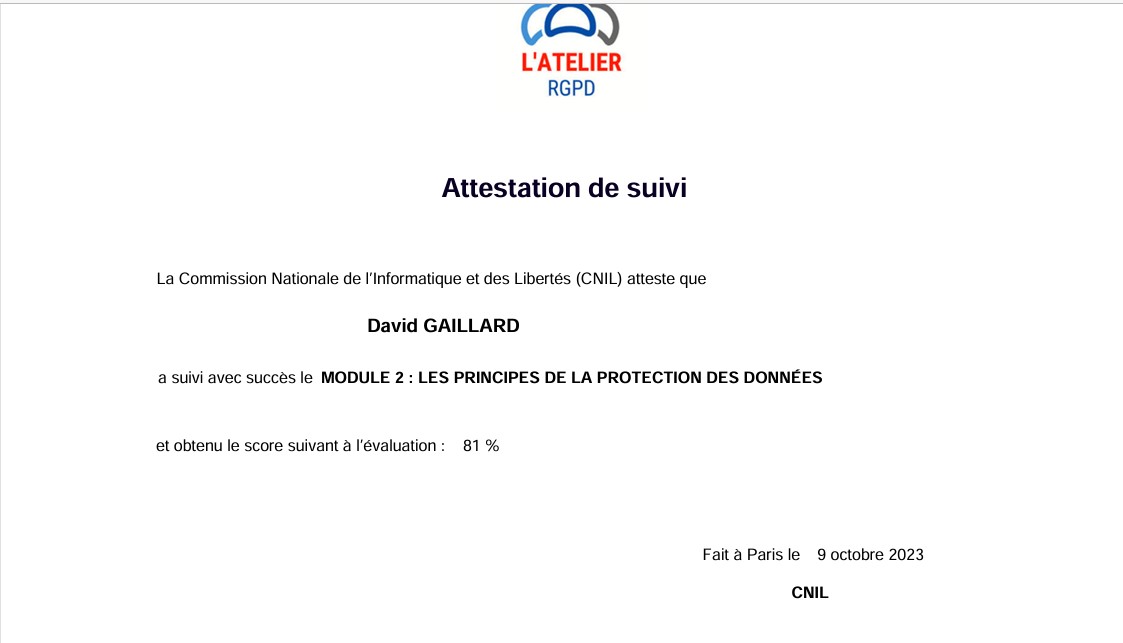 L'ATELIER
RGPD
Attestation de suivi
La Commission Nationale de l'Informatique et des Libertés (CNIL) atteste que
David GAILLARD
a suivi avec succès le MODULE 2 : LES PRINCIPES DE LA PROTECTION DES DONNÉES
et obtenu le score suivant à l'évaluation : 81 %
Fait à Paris le 9 octobre 2023
CNIL